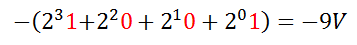 −(2³1+2²0 + 2¹0 + 2⁰1) = −9V